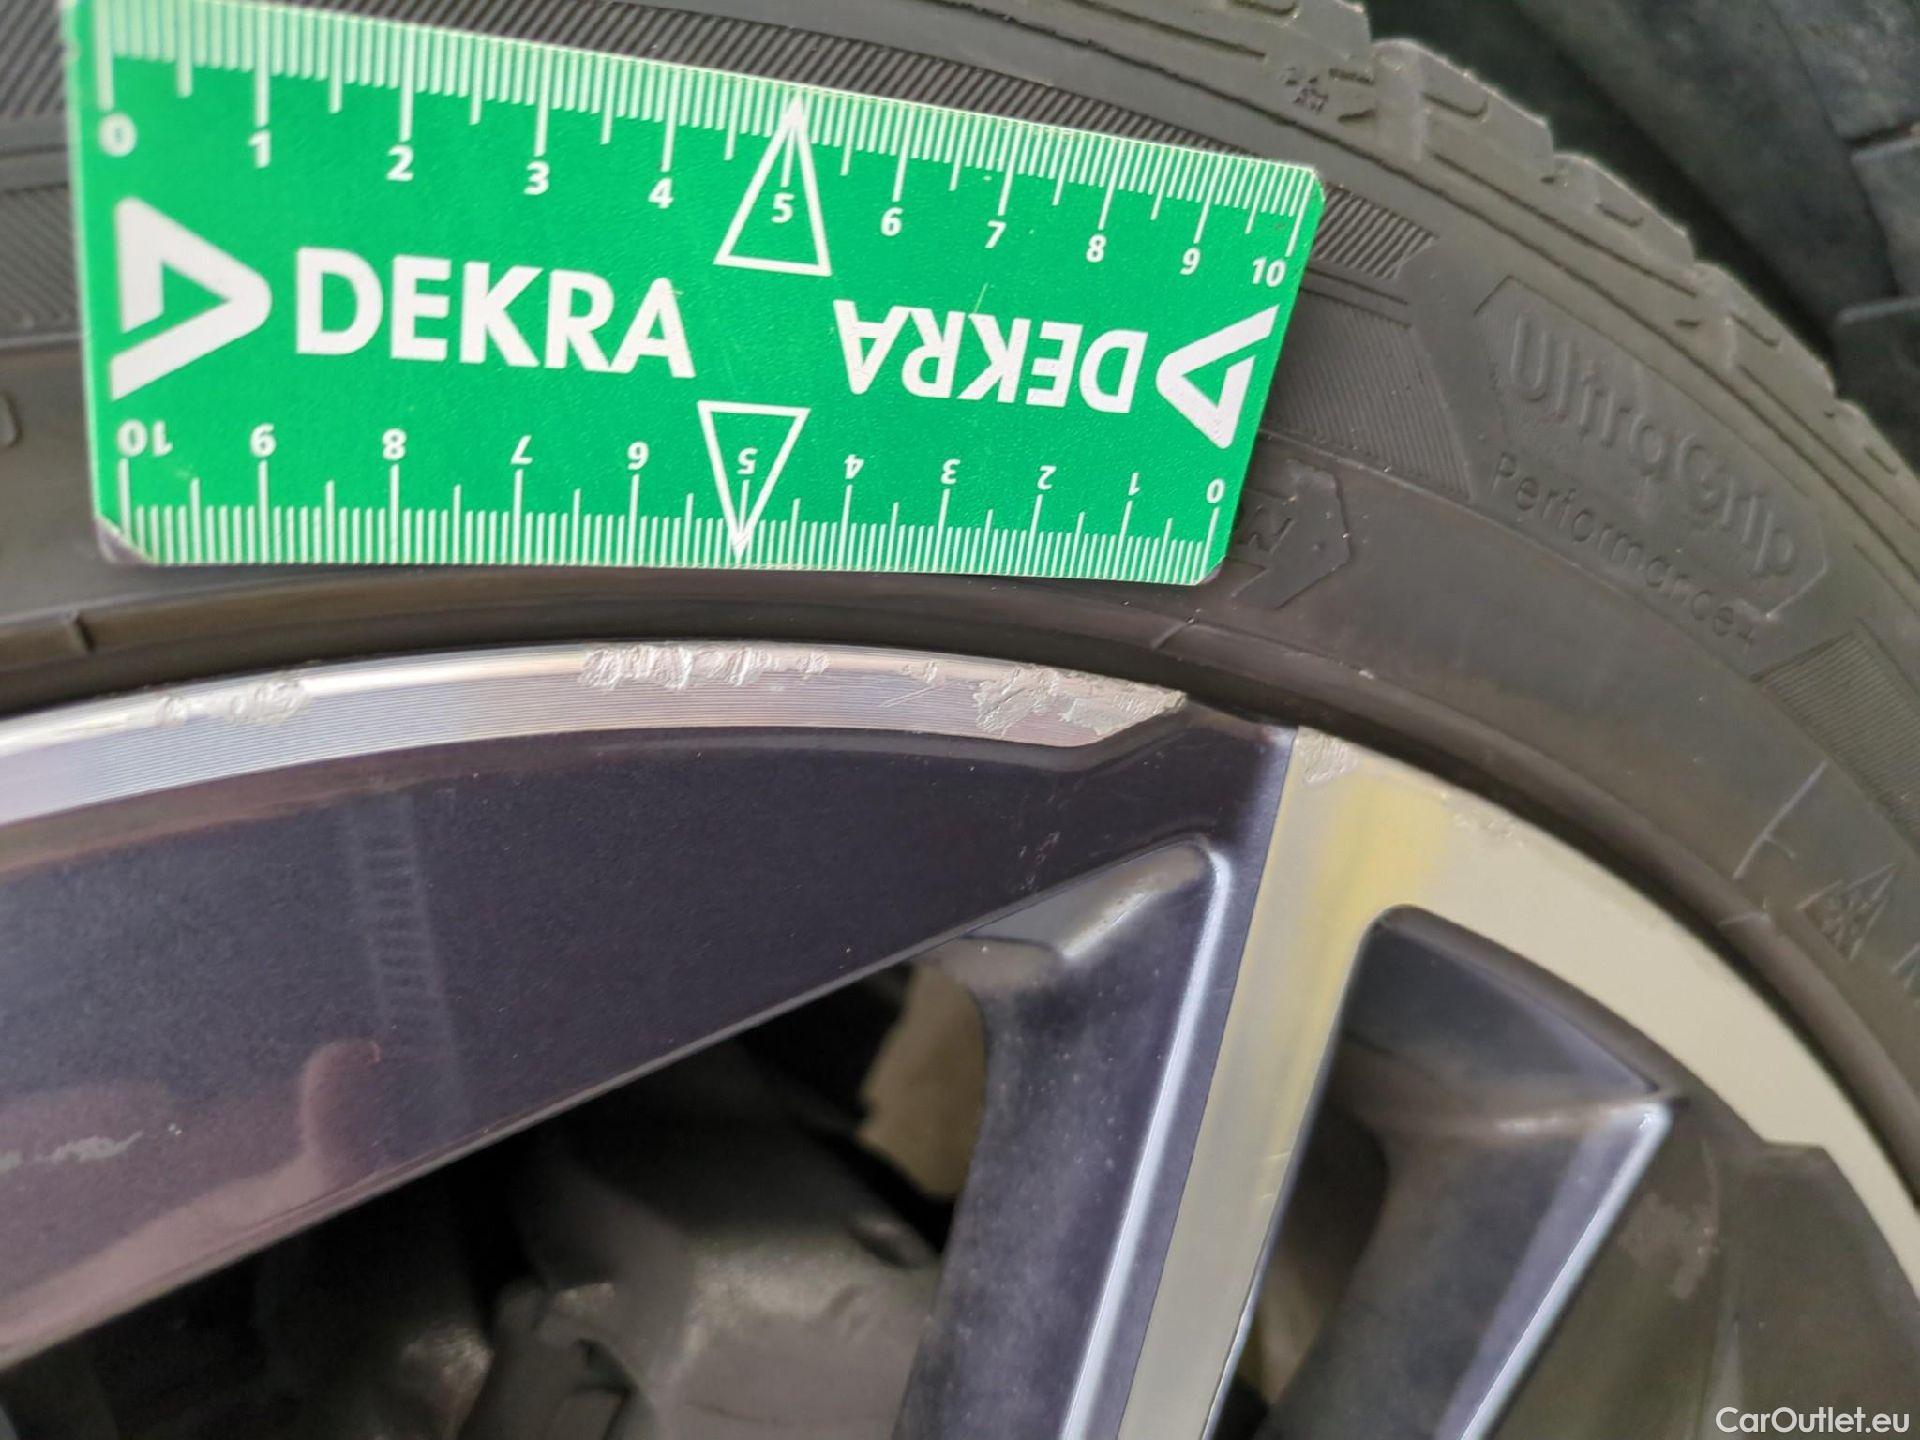 0 1 2 3 4 5 6 7 8 9 10
DEKRA
DEKRA
10 9 8 7 6 5 4 3 2 1 0
UltraGrip
Performance+
CarOutlet.eu